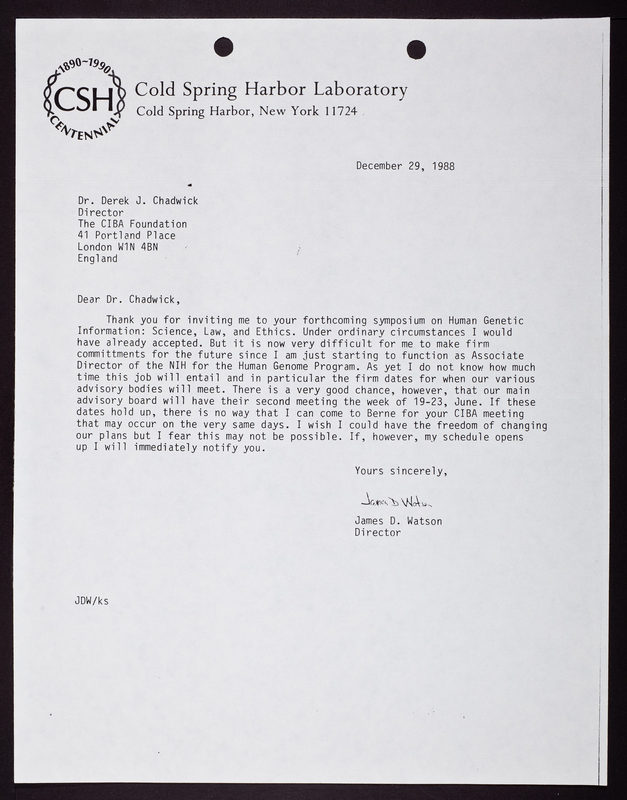 1890~1990
CSH
CENTENNIAL
Cold Spring Harbor Laboratory
Cold Spring Harbor, New York 11724
December 29, 1988
Dr. Derek J. Chadwick
Director
The CIBA Foundation
41 Portland Place
London W1N 4BN
England
Dear Dr. Chadwick,
Thank you for inviting me to your forthcoming symposium on Human Genetic
Information: Science, Law, and Ethics. Under ordinary circumstances I would
have already accepted. But it is now very difficult for me to make firm
committments for the future since I am just starting to function as Associate
Director of the NIH for the Human Genome Program. As yet I do not know how much
time this job will entail and in particular the firm dates for when our various
advisory bodies will meet. There is a very good chance, however, that our main
advisory board will have their second meeting the week of 19-23, June. If these
dates hold up, there is no way that I can come to Berne for your CIBA meeting
that may occur on the very same days. I wish I could have the freedom of changing
our plans but I fear this may not be possible. If, however, my schedule opens
up I will immediately notify you.
Yours sincerely,
James D. Watson
James D. Watson
Director
JDW/ks